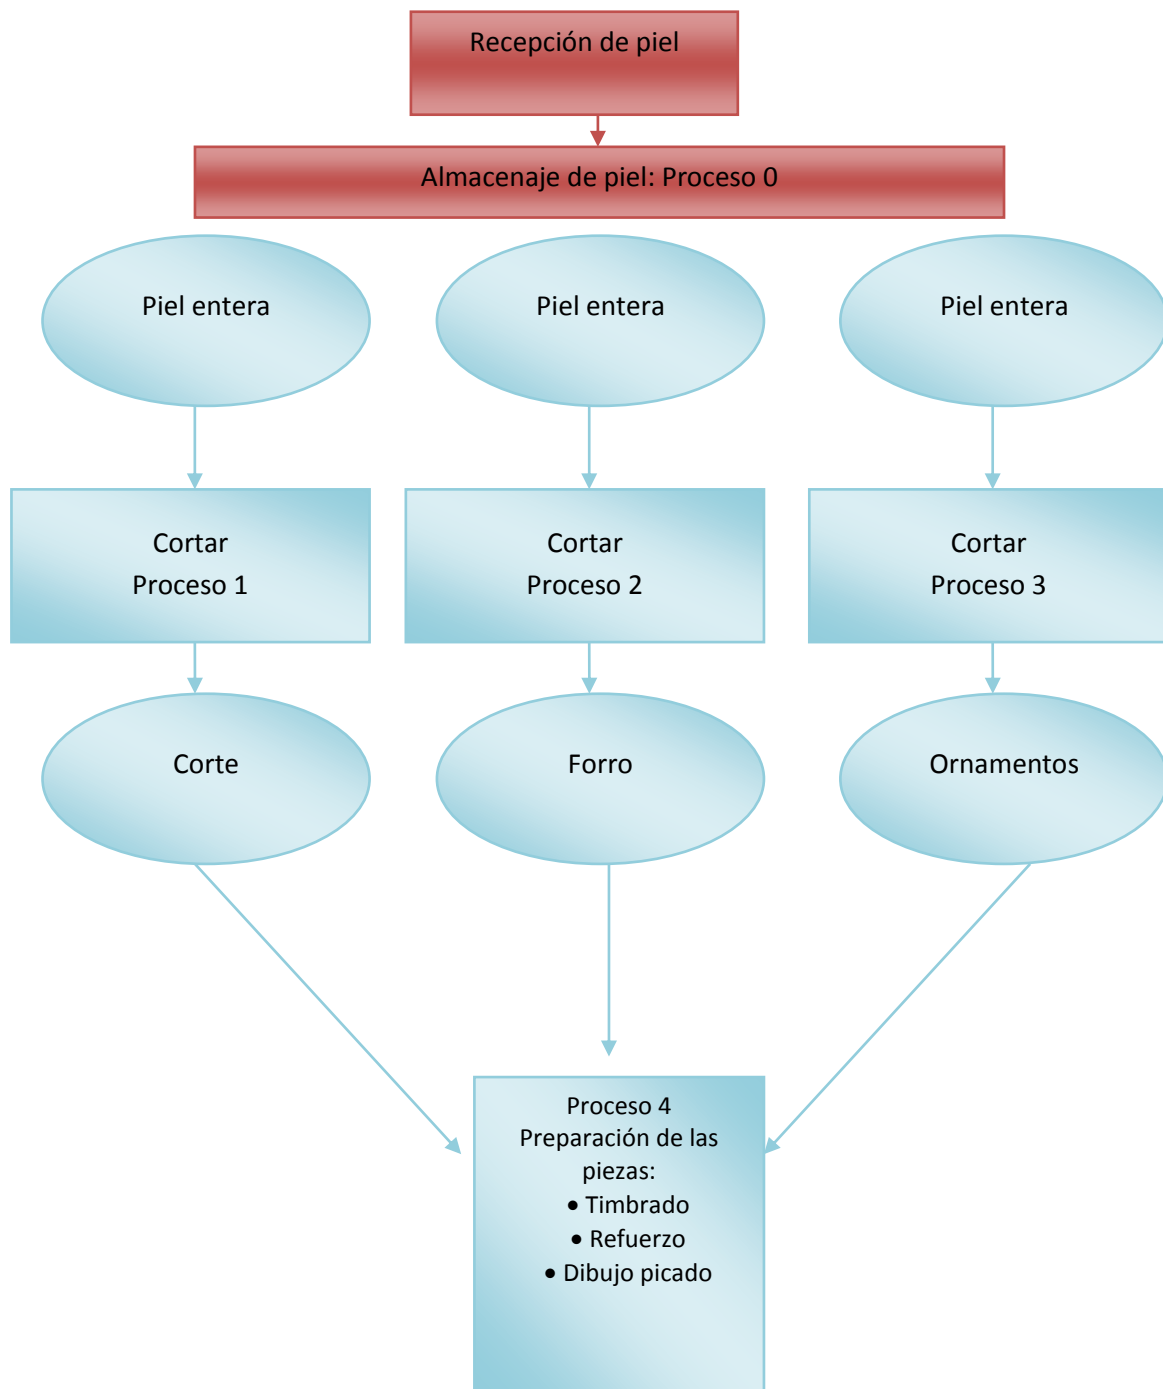 Recepción de piel
Almacenaje de piel: Proceso 0
Piel entera
Piel entera
Piel entera
Cortar
Proceso 1
Cortar
Proceso 2
Cortar
Proceso 3
Corte
Forro
Ornamentos
Proceso 4
Preparación de las
piezas:
• Timbrado
• Refuerzo
• Dibujo picado